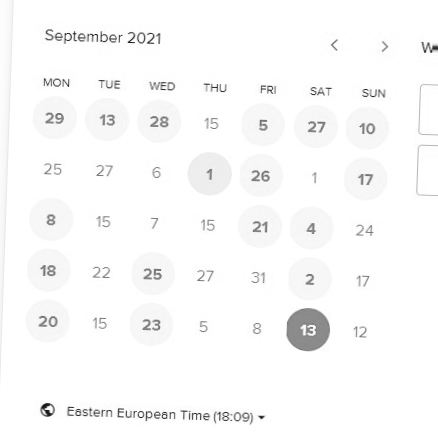 September 2021
MON TUE WED THU FRI SAT SUN
29 13 28 15 5 27 10
25 27 6 1 26 1 17
8 15 7 15 21 4 24
18 22 25 27 31 2 17
20 15 23 5 8 13 12
Eastern European Time (18:09)